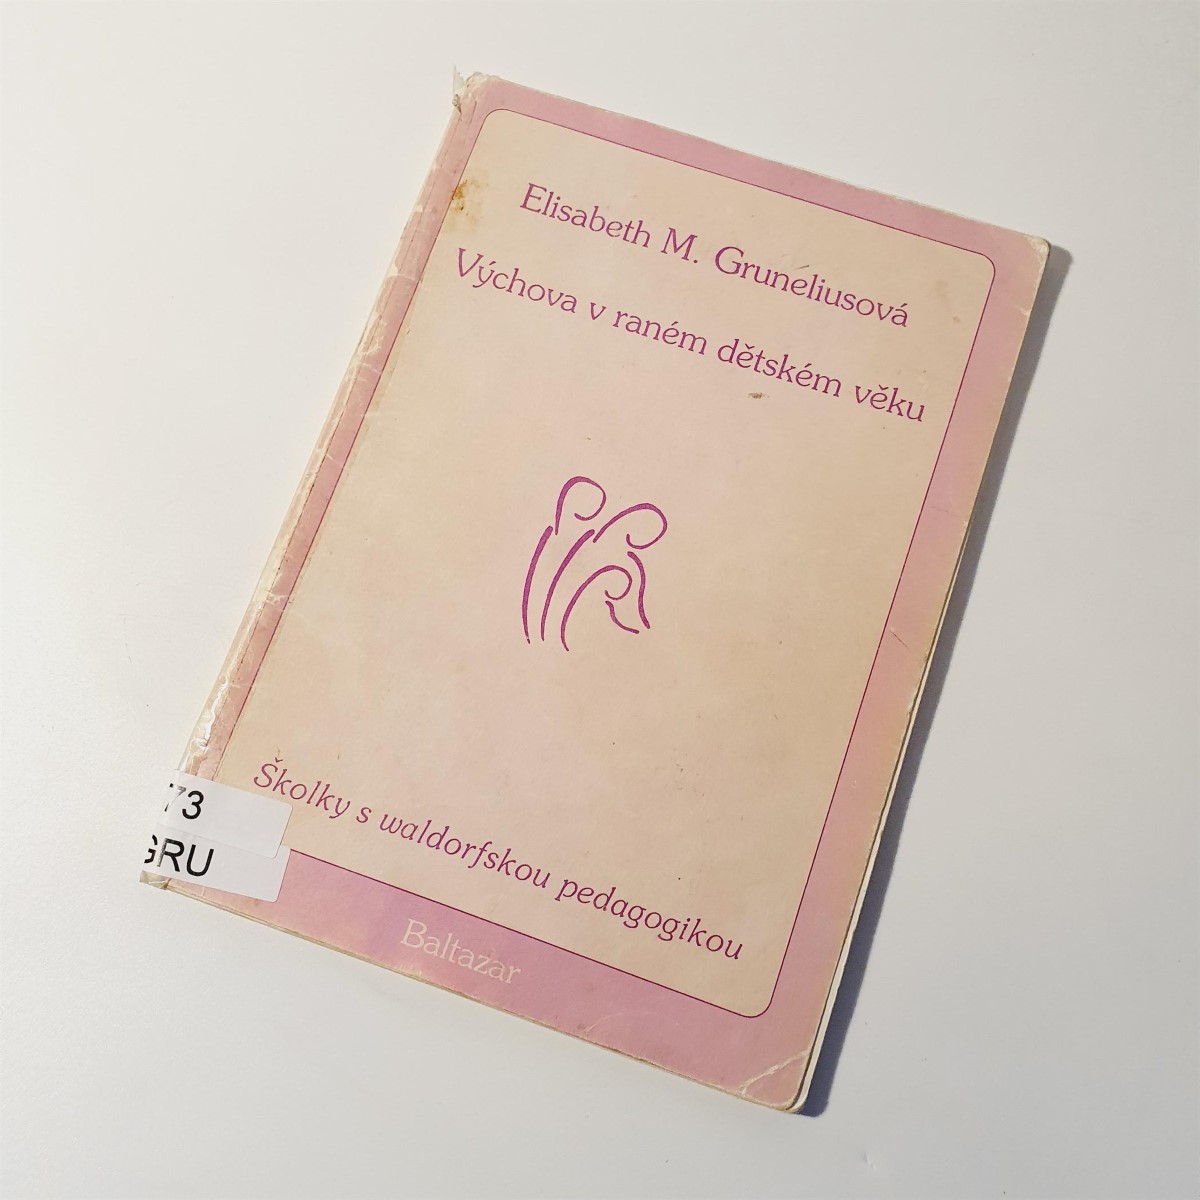 Elisabeth M. Gruneliusová
Výchova v raném dětském věku
Školky s waldorfskou pedagogikou
Baltazar
73
GRU